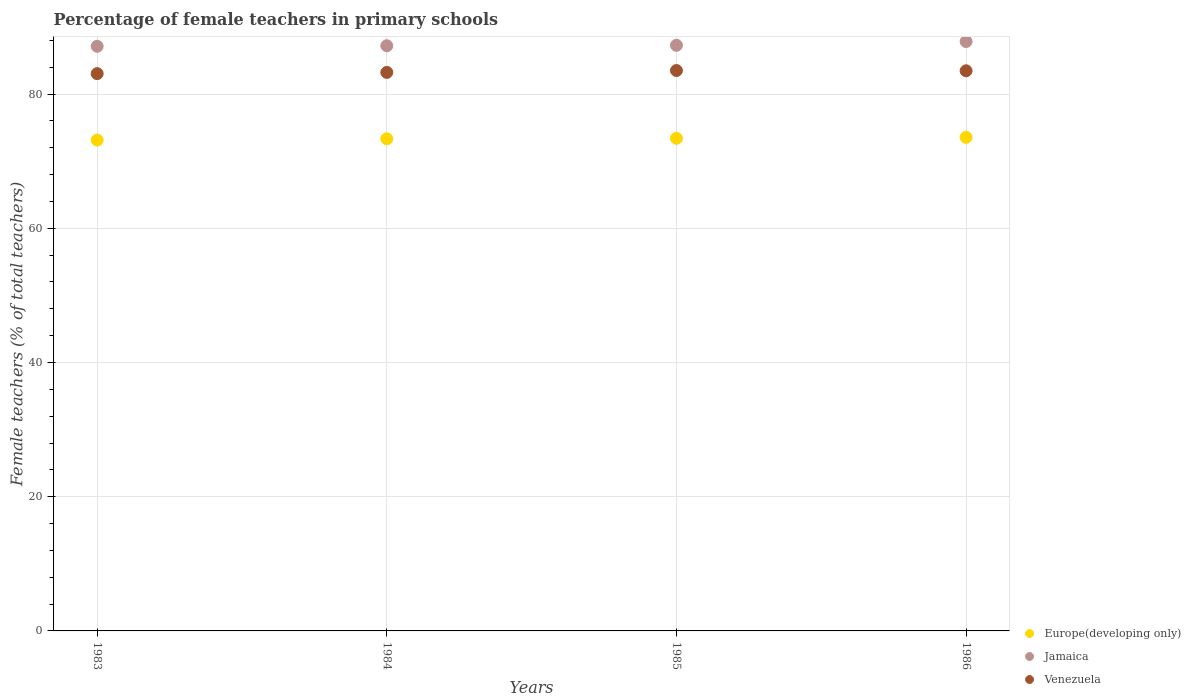 Percentage of female teachers in primary schools
Female teachers (% of total teachers)
80
60
40
20
0
1983
1984
1985
1986
Years
Europe(developing only)
Jamaica
Venezuela